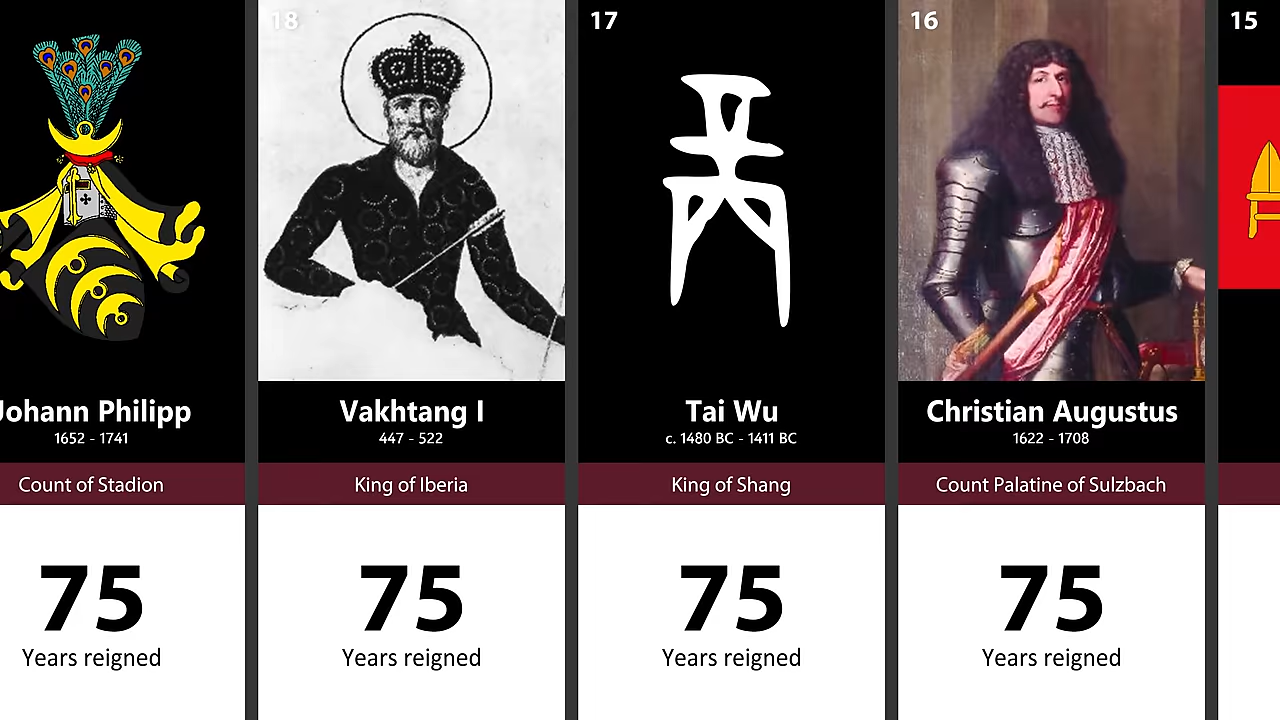 Johann Philipp
1652 - 1741
Count of Stadion
75
Years reigned
18
Vakhtang I
447 - 522
King of Iberia
75
Years reigned
17
Tai Wu
c. 1480 BC - 1411 BC
King of Shang
75
Years reigned
16
Christian Augustus
1622 - 1708
Count Palatine of Sulzbach
75
Years reigned
15